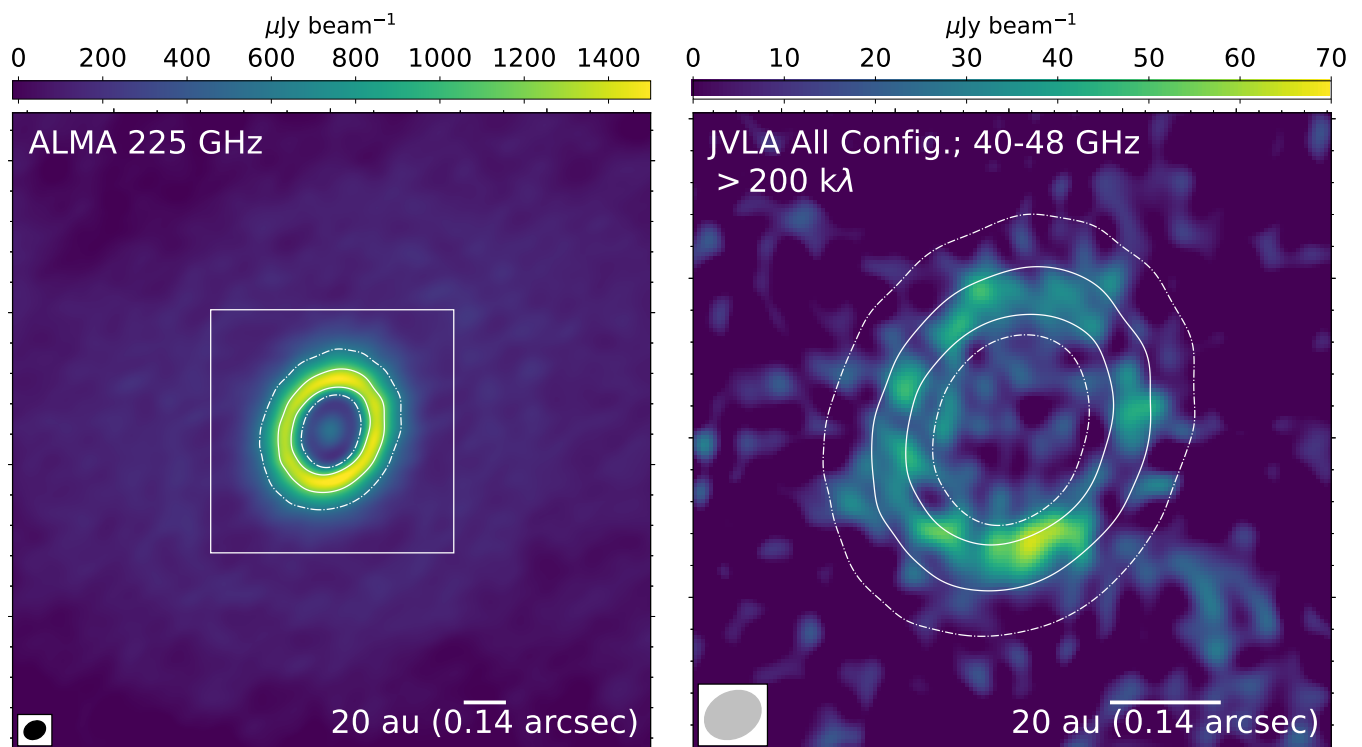 μJy beam⁻¹
0 200 400 600 800 1000 1200 1400
ALMA 225 GHz
20 au (0.14 arcsec)
μJy beam⁻¹
0 10 20 30 40 50 60 70
JVLA All Config.; 40-48 GHz
> 200 kλ
20 au (0.14 arcsec)